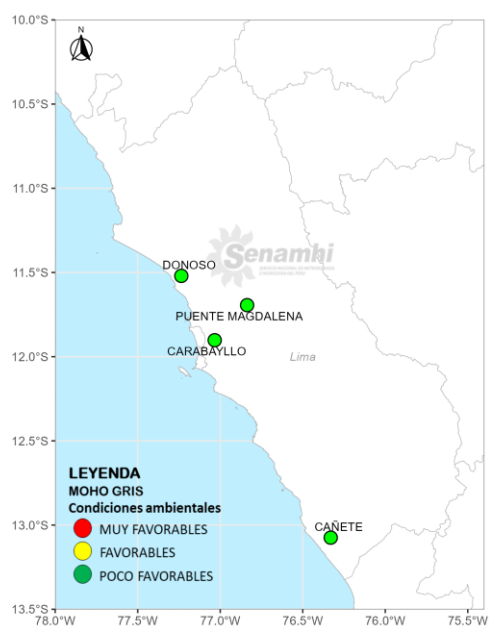 10.0°S
N
10.5°S
11.0°S
11.5°S
12.0°S
12.5°S
13.0°S
13.5°S
Senamhi
DONOSO
PUENTE MAGDALENA
CARABAYLLO
Lima
CAÑETE
LEYENDA
MOHO GRIS
Condiciones ambientales
MUY FAVORABLES
FAVORABLES
POCO FAVORABLES
78.0°W 77.5°W 77.0°W 76.5°W 76.0°W 75.5°W